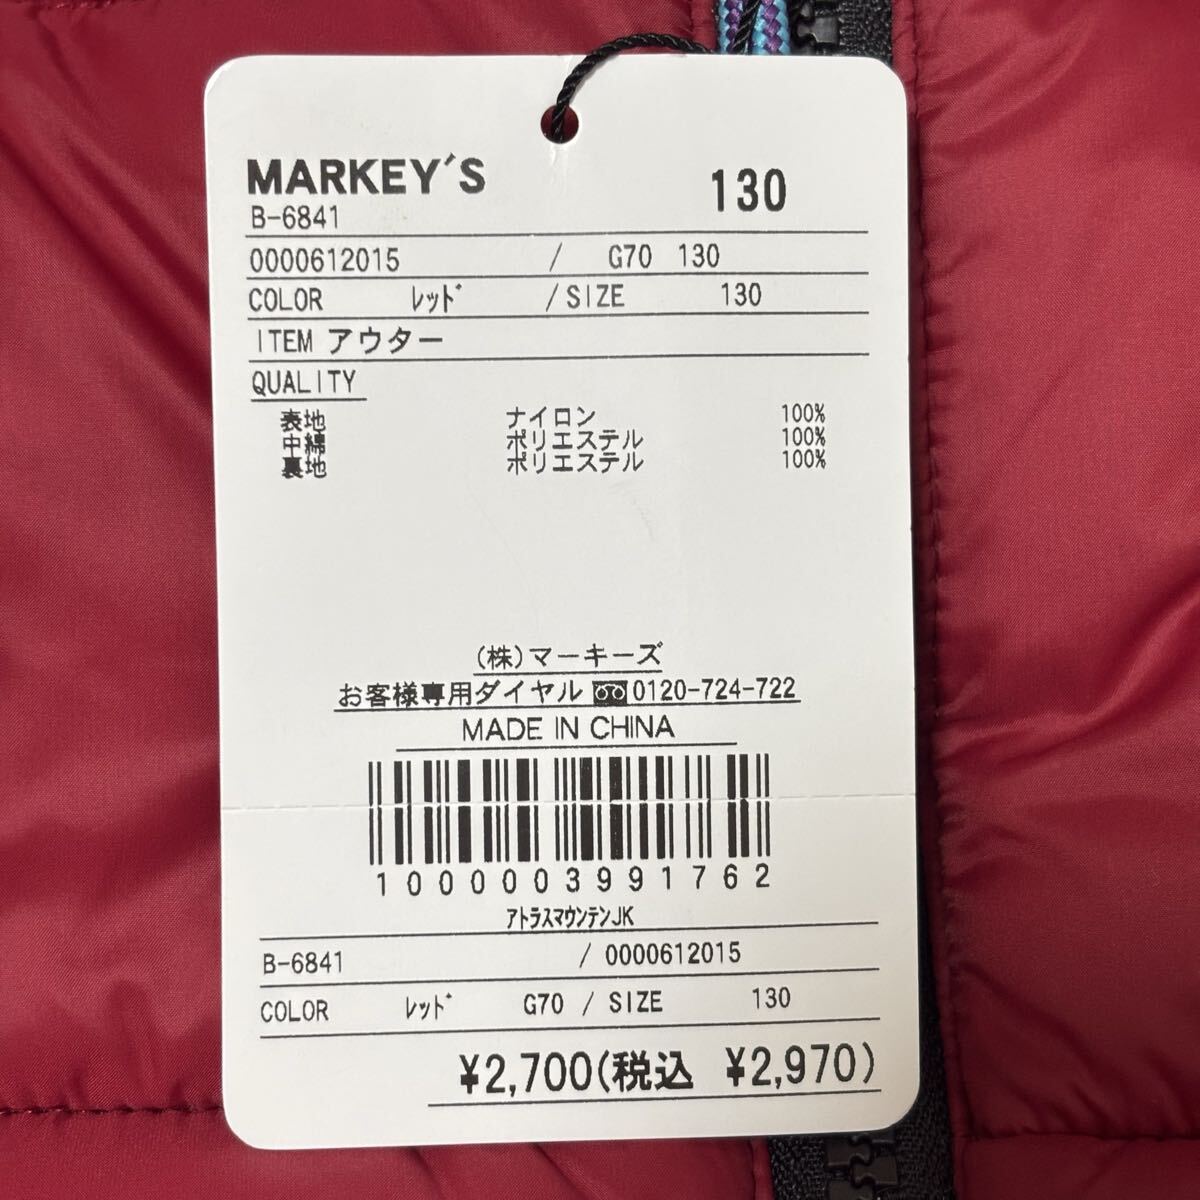 MARKEY'S
130
B-6841
0000612015 / G70 130
COLOR ﾚｯﾄﾞ /SIZE 130
ITEM アウター
QUALITY
表地 ナイロン 100%
中綿 ポリエステル 100%
裏地 ポリエステル 100%
(株)マーキーズ
お客様専用ダイヤル 0120-724-722
MADE IN CHINA
1000003991762
ｱﾄﾗｽﾏｳﾝﾃﾝJK
B-6841 / 0000612015
COLOR ﾚｯﾄﾞ G70 / SIZE 130
¥2,700(税込 ¥2,970)